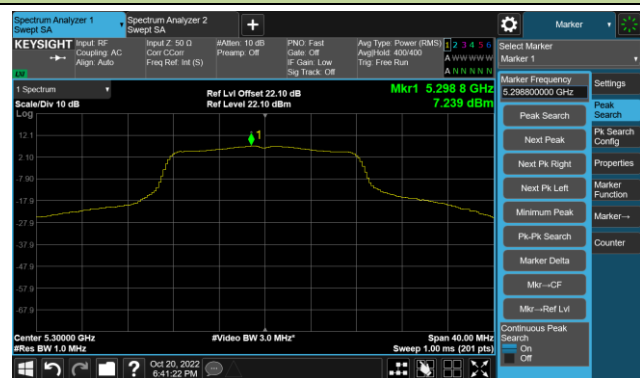 Spectrum Analyzer 1
Swept SA
Spectrum Analyzer 2
Swept SA
+
Marker
KEYSIGHT
Input: RF
Coupling: AC
Align: Auto
Input Z: 50 Ω
Corr CCorr
Freq Ref: Int (S)
#Atten: 10 dB
Preamp: Off
PNO: Fast
Gate: Off
IF Gain: Low
Sig Track: Off
Avg Type: Power (RMS)
Avg|Hold: 400/400
Trig: Free Run
1 2 3 4 5 6
A W W W W W
A N N N N N
Select Marker
Marker 1
1 Spectrum
Scale/Div 10 dB
Log
Ref Lvl Offset 22.10 dB
Ref Level 22.10 dBm
Mkr1 5.298 8 GHz
7.239 dBm
12.1
2.10
-7.90
-17.9
-27.9
-37.9
-47.9
-57.9
-67.9
1
Center 5.30000 GHz
#Res BW 1.0 MHz
#Video BW 3.0 MHz*
Span 40.00 MHz
Sweep 1.00 ms (201 pts)
Marker Frequency
5.298800000 GHz
Peak Search
Next Peak
Next Pk Right
Next Pk Left
Minimum Peak
Pk-Pk Search
Marker Delta
Mkr→CF
Mkr→Ref Lvl
Continuous Peak
Search
On
Off
Settings
Peak
Search
Pk Search
Config
Properties
Marker
Function
Marker→
Counter
?
Oct 20, 2022
6:41:22 PM